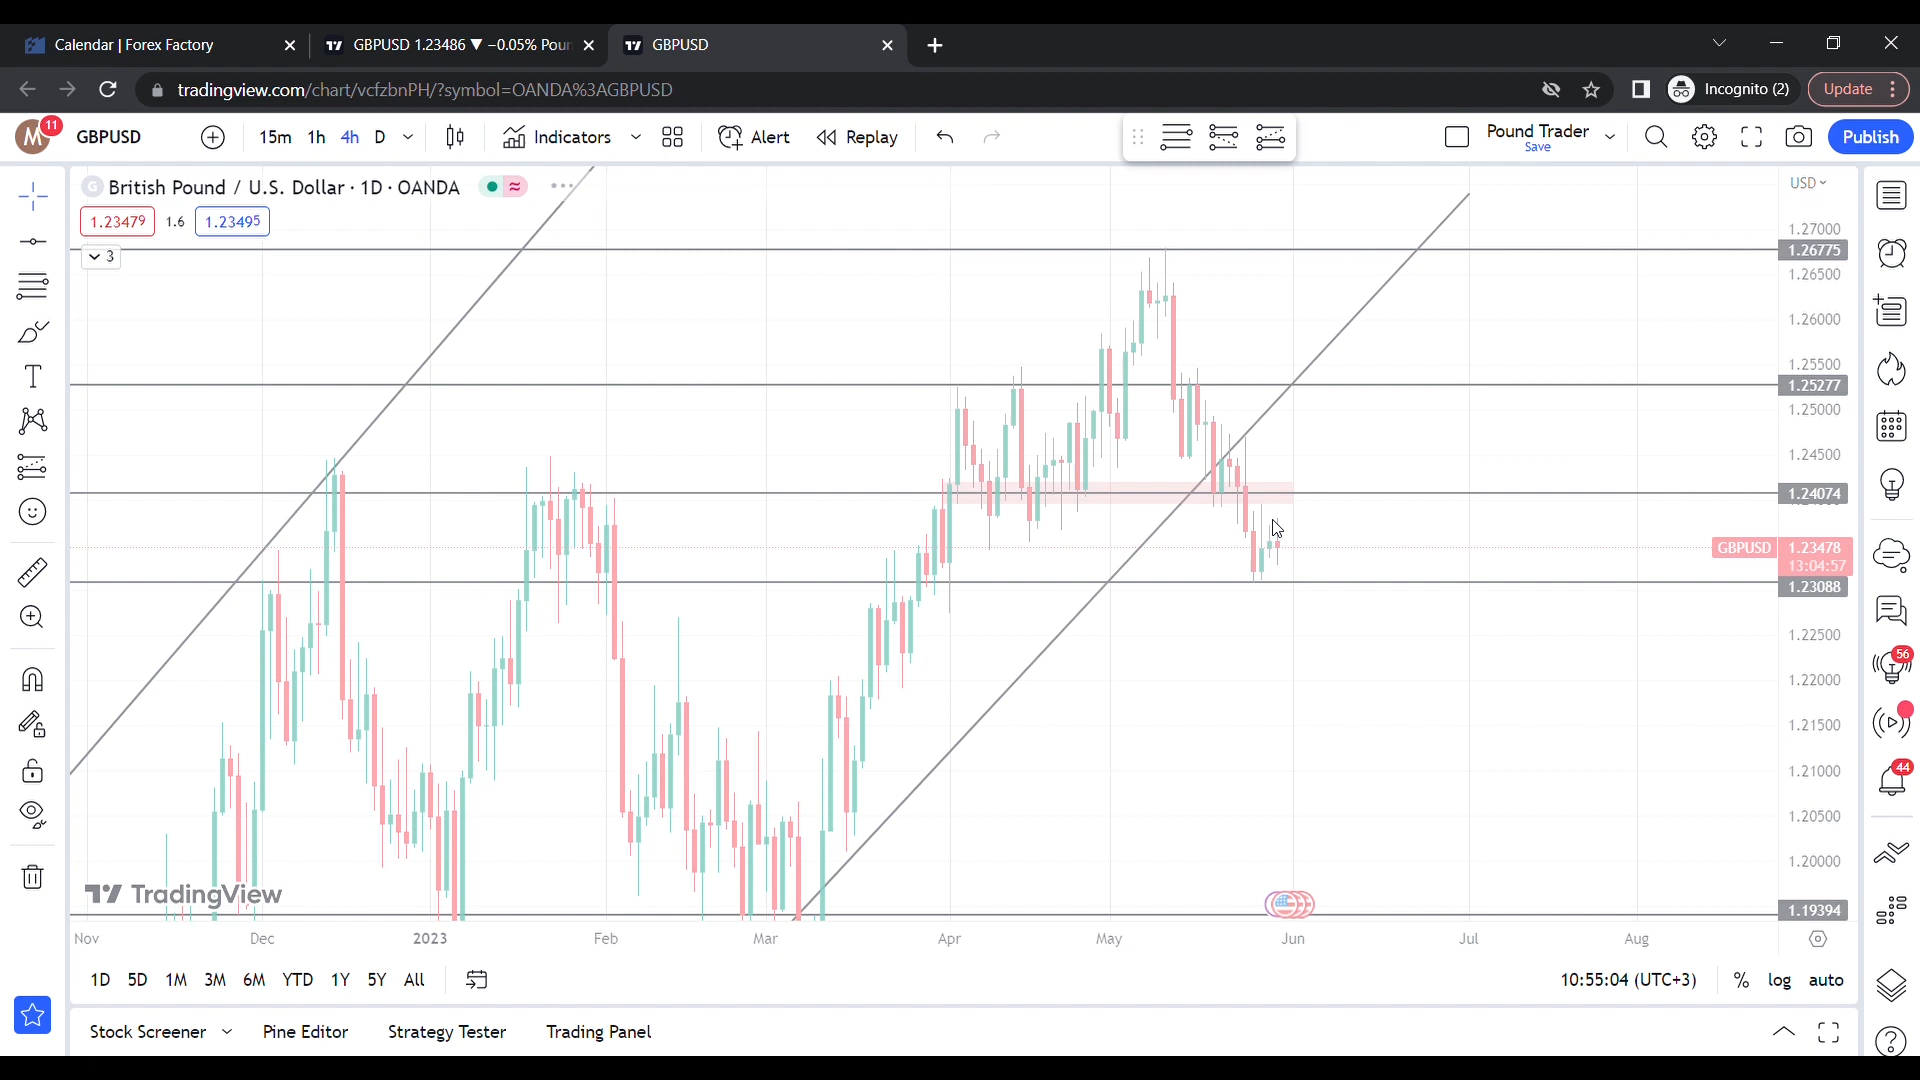 Calendar | Forex Factory
GBPUSD 1.23486 ▼ −0.05% Poun
GBPUSD
tradingview.com/chart/vcfzbnPH/?symbol=OANDA%3AGBPUSD
Incognito (2)
Update
M
11
GBPUSD
15m 1h 4h D
Indicators
Alert
Replay
Pound Trader
Save
Publish
G
British Pound / U.S. Dollar · 1D · OANDA
USD
1.23479 1.6 1.23495
3
1.27000
1.26775
1.26500
1.26000
1.25500
1.25277
1.25000
1.24500
1.24074
GBPUSD 1.23478
13:04:57
1.23088
1.22500
1.22000
1.21500
1.21000
1.20500
1.20000
1.19394
56
44
TradingView
Nov Dec 2023 Feb Mar Apr May Jun Jul Aug
1D 5D 1M 3M 6M YTD 1Y 5Y All
10:55:04 (UTC+3) % log auto
Stock Screener Pine Editor Strategy Tester Trading Panel